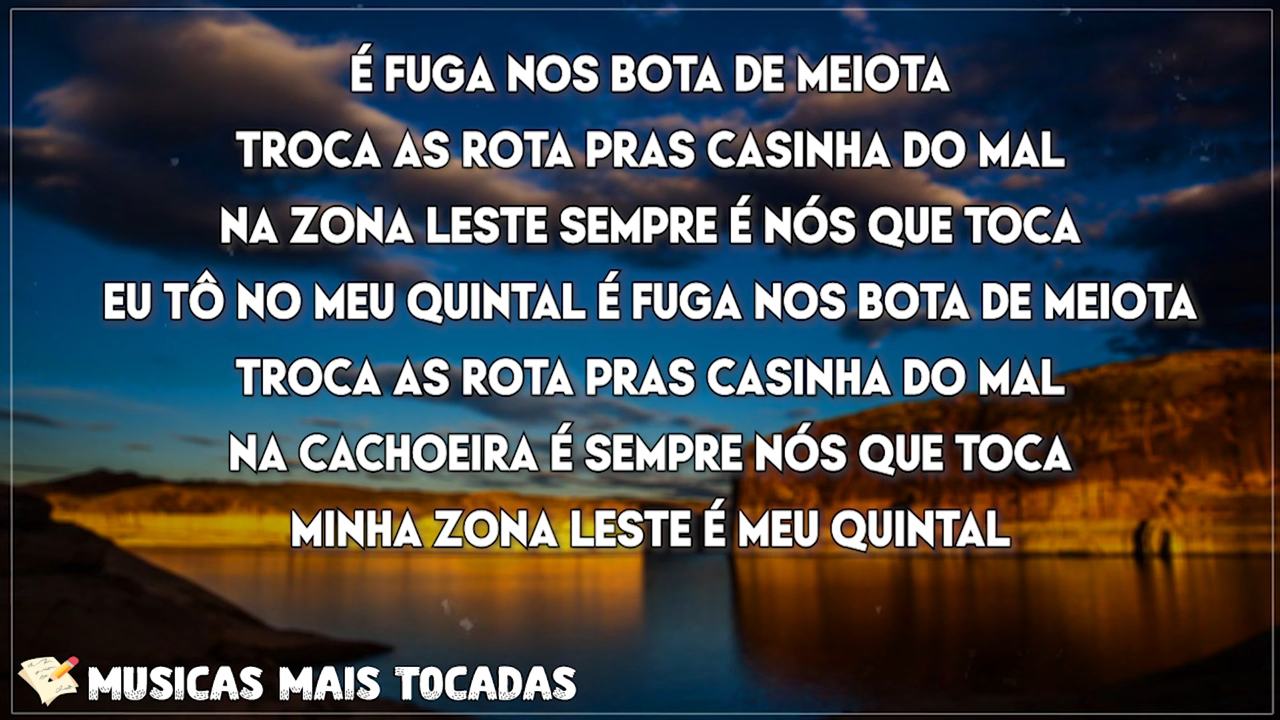 É FUGA NOS BOTA DE MEIOTA
TROCA AS ROTA PRAS CASINHA DO MAL
NA ZONA LESTE SEMPRE É NÓS QUE TOCA
EU TÔ NO MEU QUINTAL É FUGA NOS BOTA DE MEIOTA
TROCA AS ROTA PRAS CASINHA DO MAL
NA CACHOEIRA É SEMPRE NÓS QUE TOCA
MINHA ZONA LESTE É MEU QUINTAL
MUSICAS MAIS TOCADAS